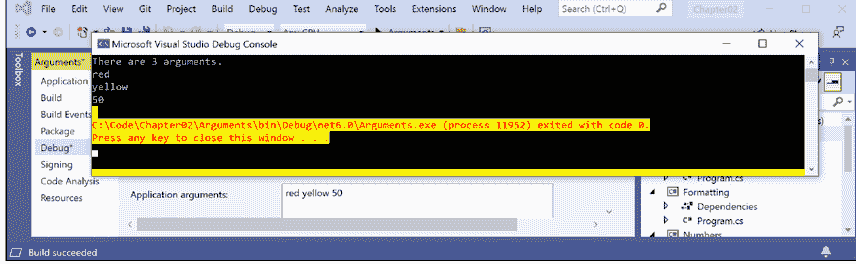 File Edit View Git Project Build Debug Test Analyze Tools Extensions Window Help Search (Ctrl+Q) Chapter02
Microsoft Visual Studio Debug Console
Toolbox
Arguments*
Application
Build
Build Events
Package
Debug*
Signing
Code Analysis
Resources
There are 3 arguments.
red
yellow
50
C:\Code\Chapter02\Arguments\bin\Debug\net6.0\Arguments.exe (process 11952) exited with code 0.
Press any key to close this window . . .
Application arguments:
red yellow 50
Program.cs
Formatting
Dependencies
Program.cs
Numbers
Build succeeded